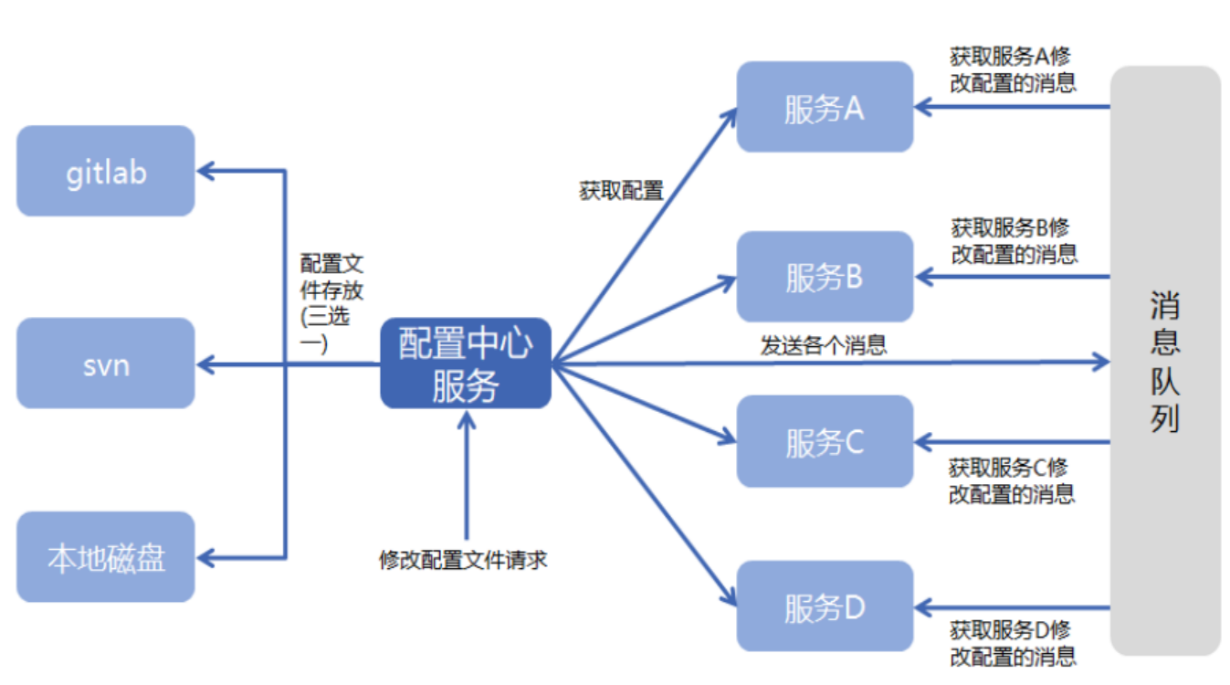 获取服务A修
改配置的消息
服务A
gitlab
获取配置
获取服务B修
改配置的消息
服务B
配置文
件存放
(三选
一)
消
息
队
列
svn
配置中心
服务
发送各个消息
服务C
获取服务C修
改配置的消息
本地磁盘
修改配置文件请求
服务D
获取服务D修
改配置的消息